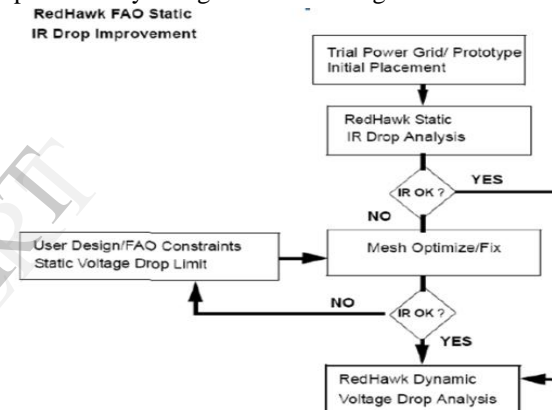 RedHawk FAO Static
IR Drop Improvement
Trial Power Grid/ Prototype
Initial Placement
RedHawk Static
IR Drop Analysis
IR OK ?
YES
NO
User Design/FAO Constraints
Static Voltage Drop Limit
Mesh Optimize/Fix
NO
IR OK ?
YES
RedHawk Dynamic
Voltage Drop Analysis